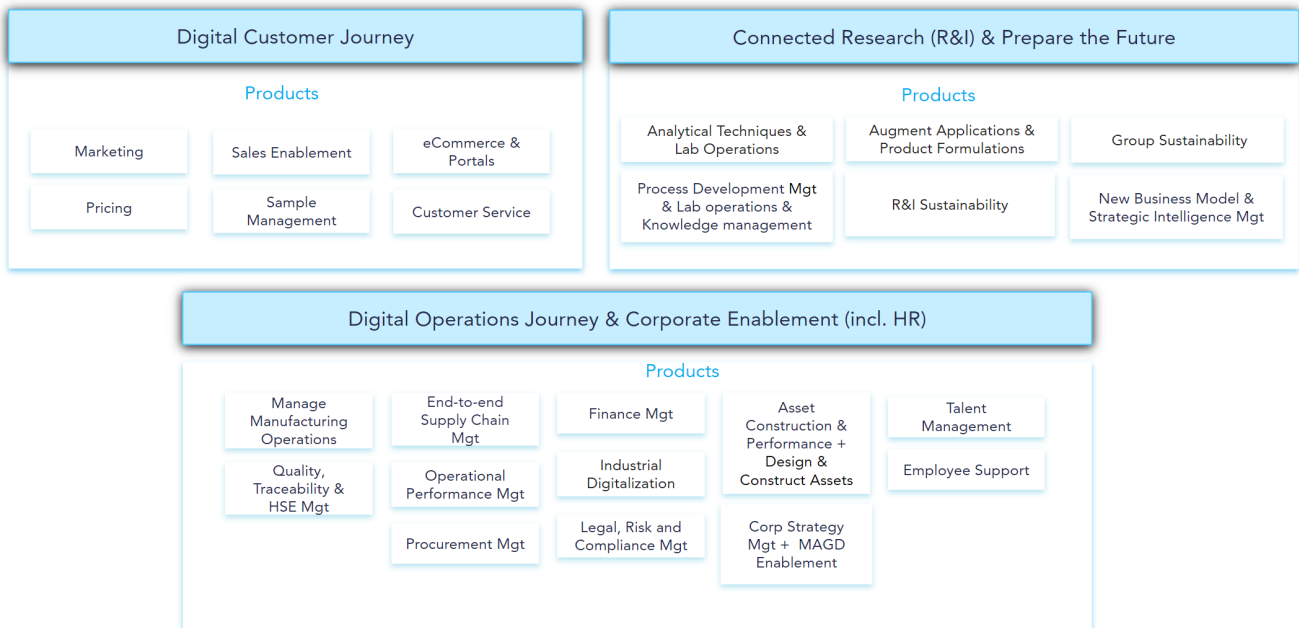 Digital Customer Journey
Products
Marketing
Sales Enablement
eCommerce &
Portals
Pricing
Sample
Management
Customer Service
Connected Research (R&I) & Prepare the Future
Products
Analytical Techniques &
Lab Operations
Augment Applications &
Product Formulations
Group Sustainability
Process Development Mgt
& Lab operations &
Knowledge management
R&I Sustainability
New Business Model &
Strategic Intelligence Mgt
Digital Operations Journey & Corporate Enablement (incl. HR)
Products
Manage
Manufacturing
Operations
End-to-end
Supply Chain
Mgt
Finance Mgt
Asset
Construction &
Performance +
Design &
Construct Assets
Talent
Management
Quality,
Traceability &
HSE Mgt
Operational
Performance Mgt
Industrial
Digitalization
Employee Support
Procurement Mgt
Legal, Risk and
Compliance Mgt
Corp Strategy
Mgt + MAGD
Enablement